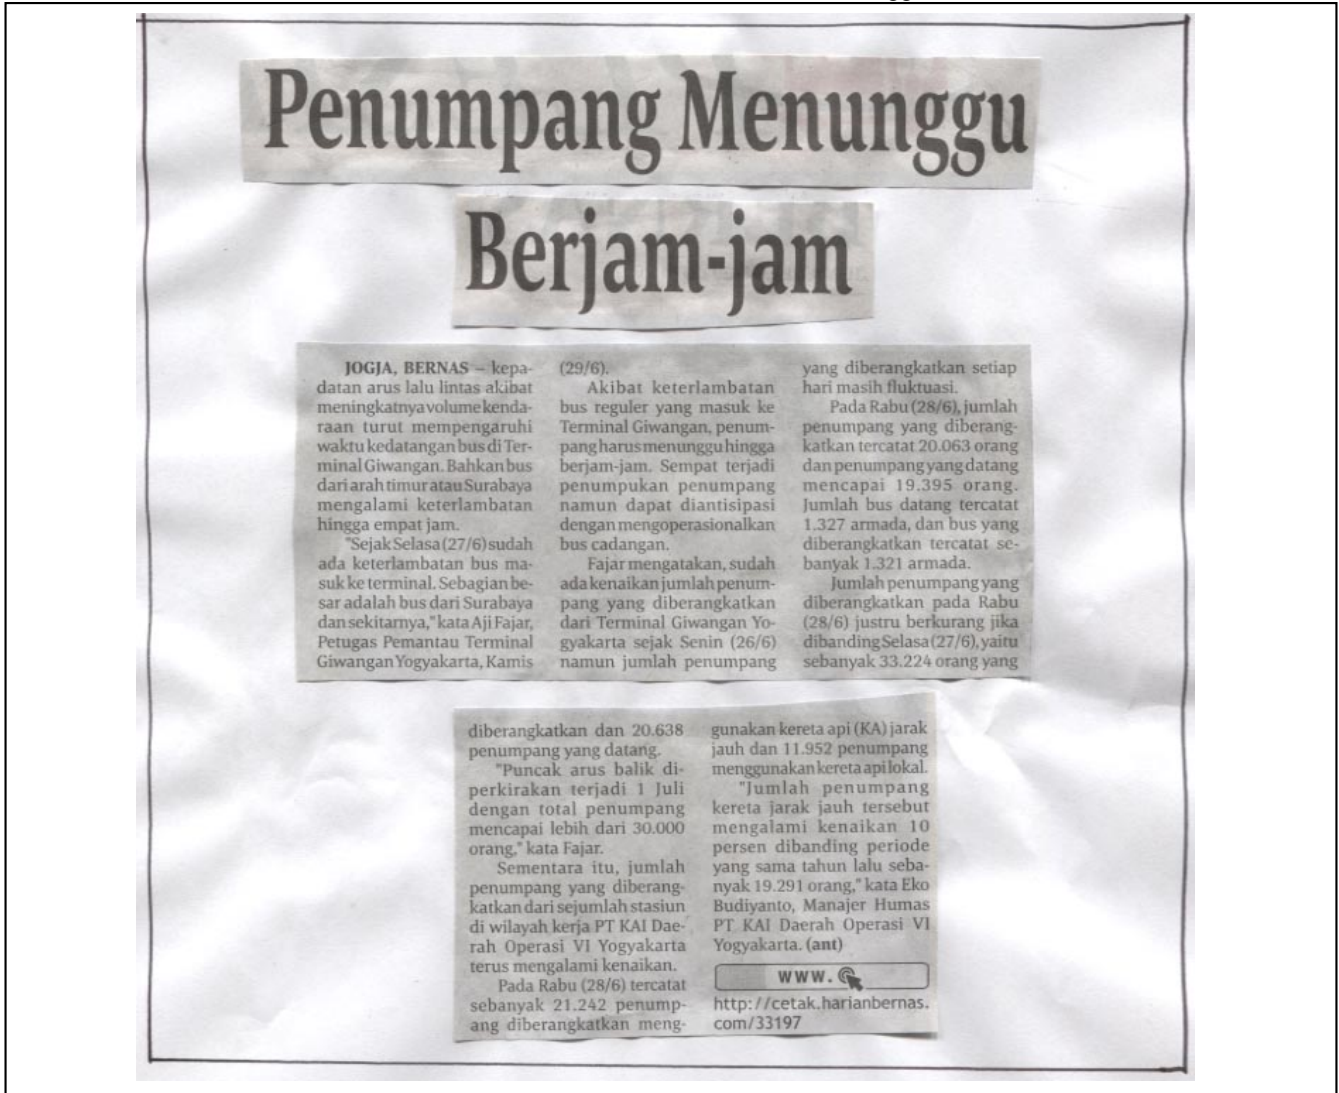 Penumpang Menunggu
Berjam-jam
JOGJA, BERNAS – kepa-
datan arus lalu lintas akibat
meningkatnya volume kenda-
raan turut mempengaruhi
waktu kedatangan bus di Ter-
minal Giwangan. Bahkan bus
dari arah timur atau Surabaya
mengalami keterlambatan
hingga empat jam.
"Sejak Selasa (27/6) sudah
ada keterlambatan bus ma-
suk ke terminal. Sebagian be-
sar adalah bus dari Surabaya
dan sekitarnya," kata Aji Fajar,
Petugas Pemantau Terminal
Giwangan Yogyakarta, Kamis
(29/6).
Akibat keterlambatan
bus reguler yang masuk ke
Terminal Giwangan, penum-
pang harus menunggu hingga
berjam-jam. Sempat terjadi
penumpukan penumpang
namun dapat diantisipasi
dengan mengoperasionalkan
bus cadangan.
Fajar mengatakan, sudah
ada kenaikan jumlah penum-
pang yang diberangkatkan
dari Terminal Giwangan Yo-
gyakarta sejak Senin (26/6)
namun jumlah penumpang
yang diberangkatkan setiap
hari masih fluktuasi.
Pada Rabu (28/6), jumlah
penumpang yang diberang-
katkan tercatat 20.063 orang
dan penumpang yang datang
mencapai 19.395 orang.
Jumlah bus datang tercatat
1.327 armada, dan bus yang
diberangkatkan tercatat se-
banyak 1.321 armada.
Jumlah penumpang yang
diberangkatkan pada Rabu
(28/6) justru berkurang jika
dibanding Selasa (27/6), yaitu
sebanyak 33.224 orang yang
diberangkatkan dan 20.638
penumpang yang datang.
"Puncak arus balik di-
perkirakan terjadi 1 Juli
dengan total penumpang
mencapai lebih dari 30.000
orang," kata Fajar.
Sementara itu, jumlah
penumpang yang diberang-
katkan dari sejumlah stasiun
di wilayah kerja PT KAI Dae-
rah Operasi VI Yogyakarta
terus mengalami kenaikan.
Pada Rabu (28/6) tercatat
sebanyak 21.242 penump-
ang diberangkatkan meng-
gunakan kereta api (KA) jarak
jauh dan 11.952 penumpang
menggunakan kereta api lokal.
"Jumlah penumpang
kereta jarak jauh tersebut
mengalami kenaikan 10
persen dibanding periode
yang sama tahun lalu seba-
nyak 19.291 orang," kata Eko
Budiyanto, Manajer Humas
PT KAI Daerah Operasi VI
Yogyakarta. (ant)
www.
http://cetak.harianbernas.
com/33197